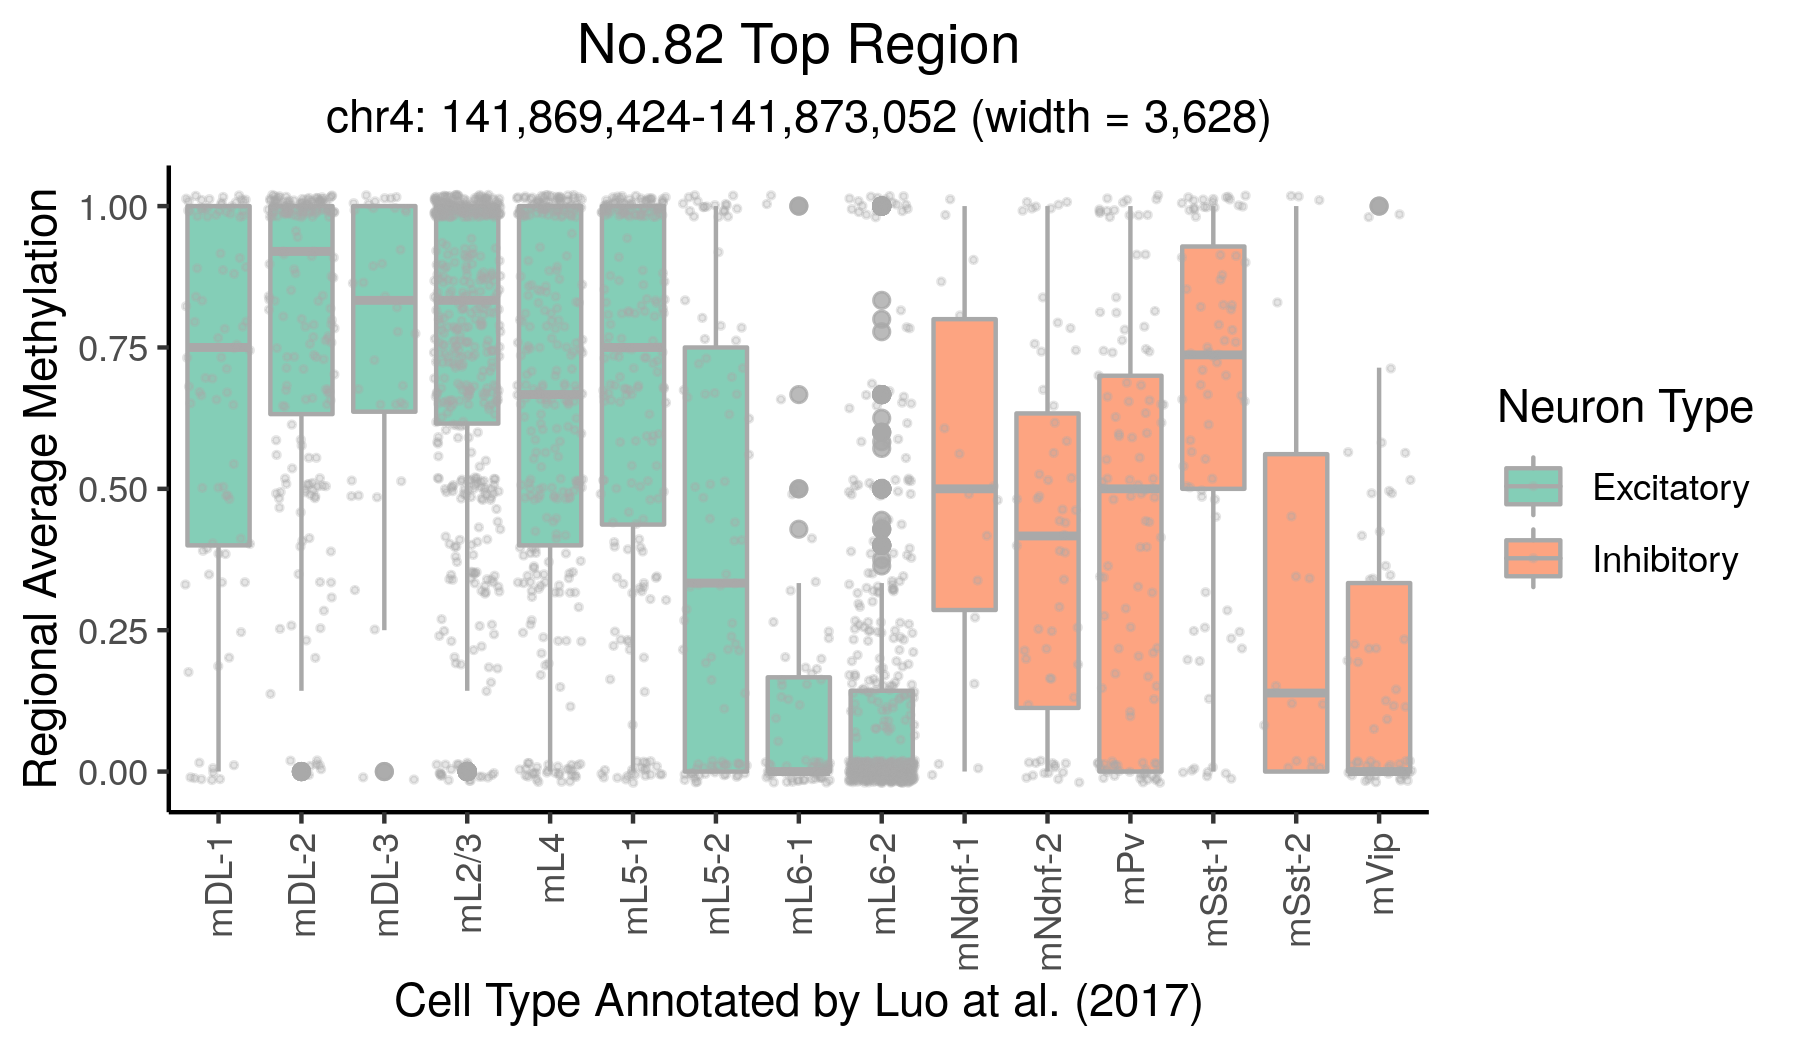 No.82 Top Region
chr4: 141,869,424-141,873,052 (width = 3,628)
Regional Average Methylation
1.00
0.75
0.50
0.25
0.00
mDL-1
mDL-2
mDL-3
mL2/3
mL4
mL5-1
mL5-2
mL6-1
mL6-2
mNdnf-1
mNdnf-2
mPv
mSst-1
mSst-2
mVip
Cell Type Annotated by Luo at al. (2017)
Neuron Type
Excitatory
Inhibitory